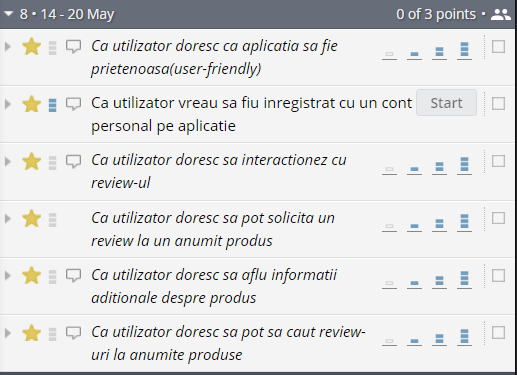 8 • 14 - 20 May 0 of 3 points •
Ca utilizator doresc ca aplicatia sa fie
prietenoasa(user-friendly)
Ca utilizator vreau sa fiu inregistrat cu un cont Start
personal pe aplicatie
Ca utilizator doresc sa interactionez cu
review-ul
Ca utilizator doresc sa pot solicita un
review la un anumit produs
Ca utilizator doresc sa aflu informatii
aditionale despre produs
Ca utilizator doresc sa pot sa caut review-
uri la anumite produse